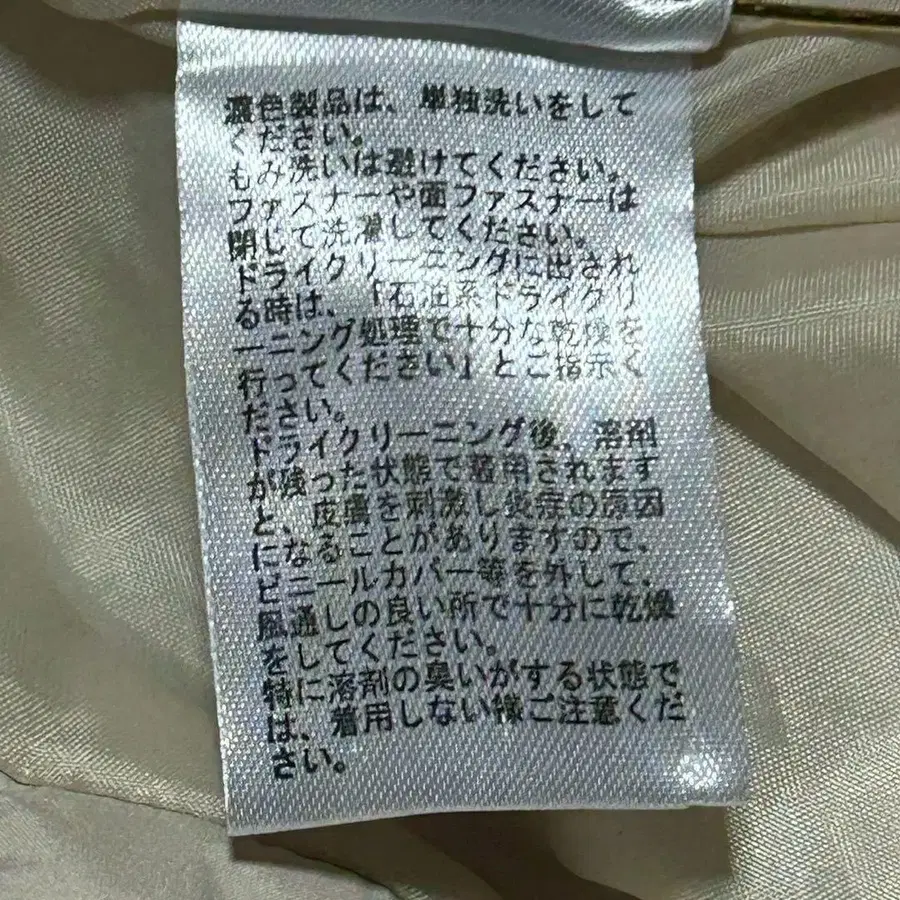 濃色製品は、単独洗いをして
ください。
もみ洗いは避けてください。
ファスナーや面ファスナーは
閉じて洗濯してください。
ドライクリーニングに出され
る時は、「石油系ドライクリ
ーニング処理で十分な乾燥を
行ってください」とご指示く
ださい。
ドライクリーニング後、溶剤
が残った状態で着用されます
と、皮膚を刺激し炎症の原因
になることがありますので、
ビニールカバー等を外して、
風通しの良い所で十分に乾燥
をしてください。
特に溶剤の臭いがする状態で
は、着用しない様ご注意くだ
さい。